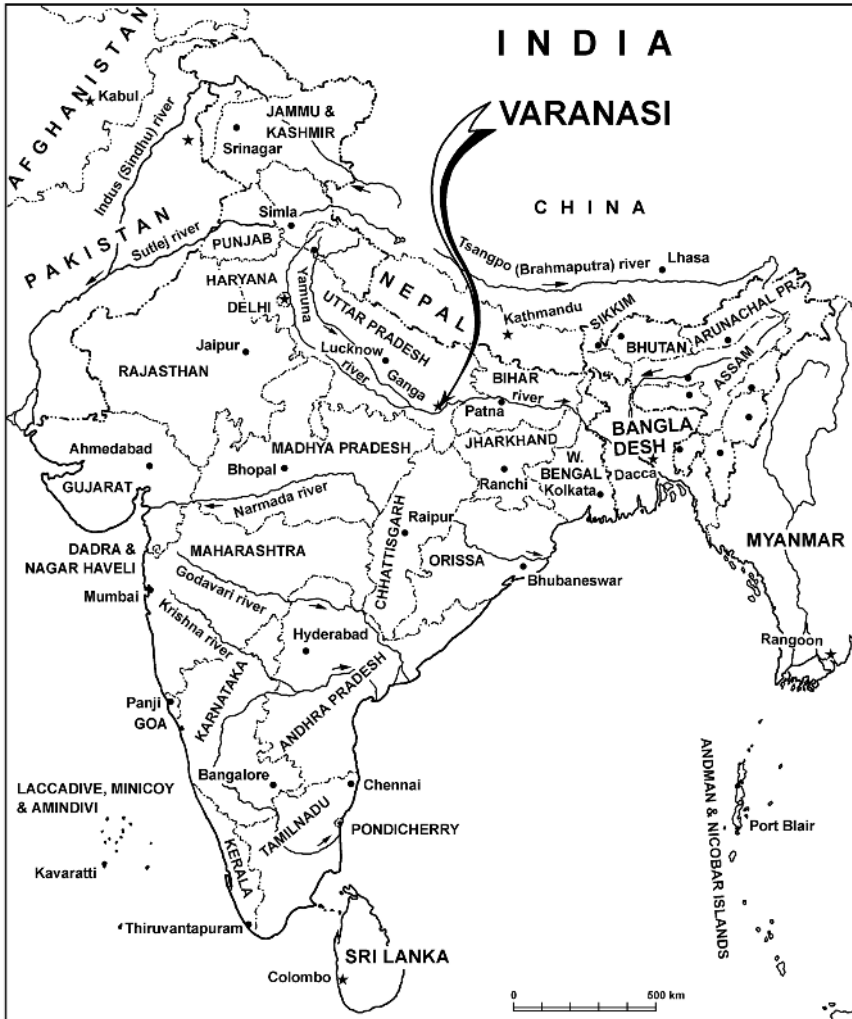 INDIA
VARANASI
AFGHANISTAN
Kabul
Indus (Sindhu) river
?
JAMMU &
KASHMIR
Srinagar
CHINA
PAKISTAN
Sutlej river
Simla
PUNJAB
Tsangpo (Brahmaputra) river
Lhasa
HARYANA
DELHI
Yamuna
river
NEPAL
UTTAR PRADESH
Kathmandu
SIKKIM
BHUTAN
ARUNACHAL PR.
ASSAM
Jaipur
RAJASTHAN
Lucknow
Ganga
river
BIHAR
Patna
Ahmedabad
GUJARAT
MADHYA PRADESH
Bhopal
Narmada river
JHARKHAND
Ranchi
W.
BENGAL
Kolkata
BANGLA
DESH
Dacca
MYANMAR
DADRA &
NAGAR HAVELI
MAHARASHTRA
Mumbai
CHHATTISGARH
Raipur
ORISSA
Bhubaneswar
Godavari river
Krishna river
Hyderabad
Rangoon
Panji
GOA
KARNATAKA
ANDHRA PRADESH
Bangalore
Chennai
LACCADIVE, MINICOY
& AMINDIVI
TAMILNADU
PONDICHERRY
ANDMAN & NICOBAR ISLANDS
Port Blair
Kavaratti
KERALA
Thiruvantapuram
SRI LANKA
Colombo
0
500 km